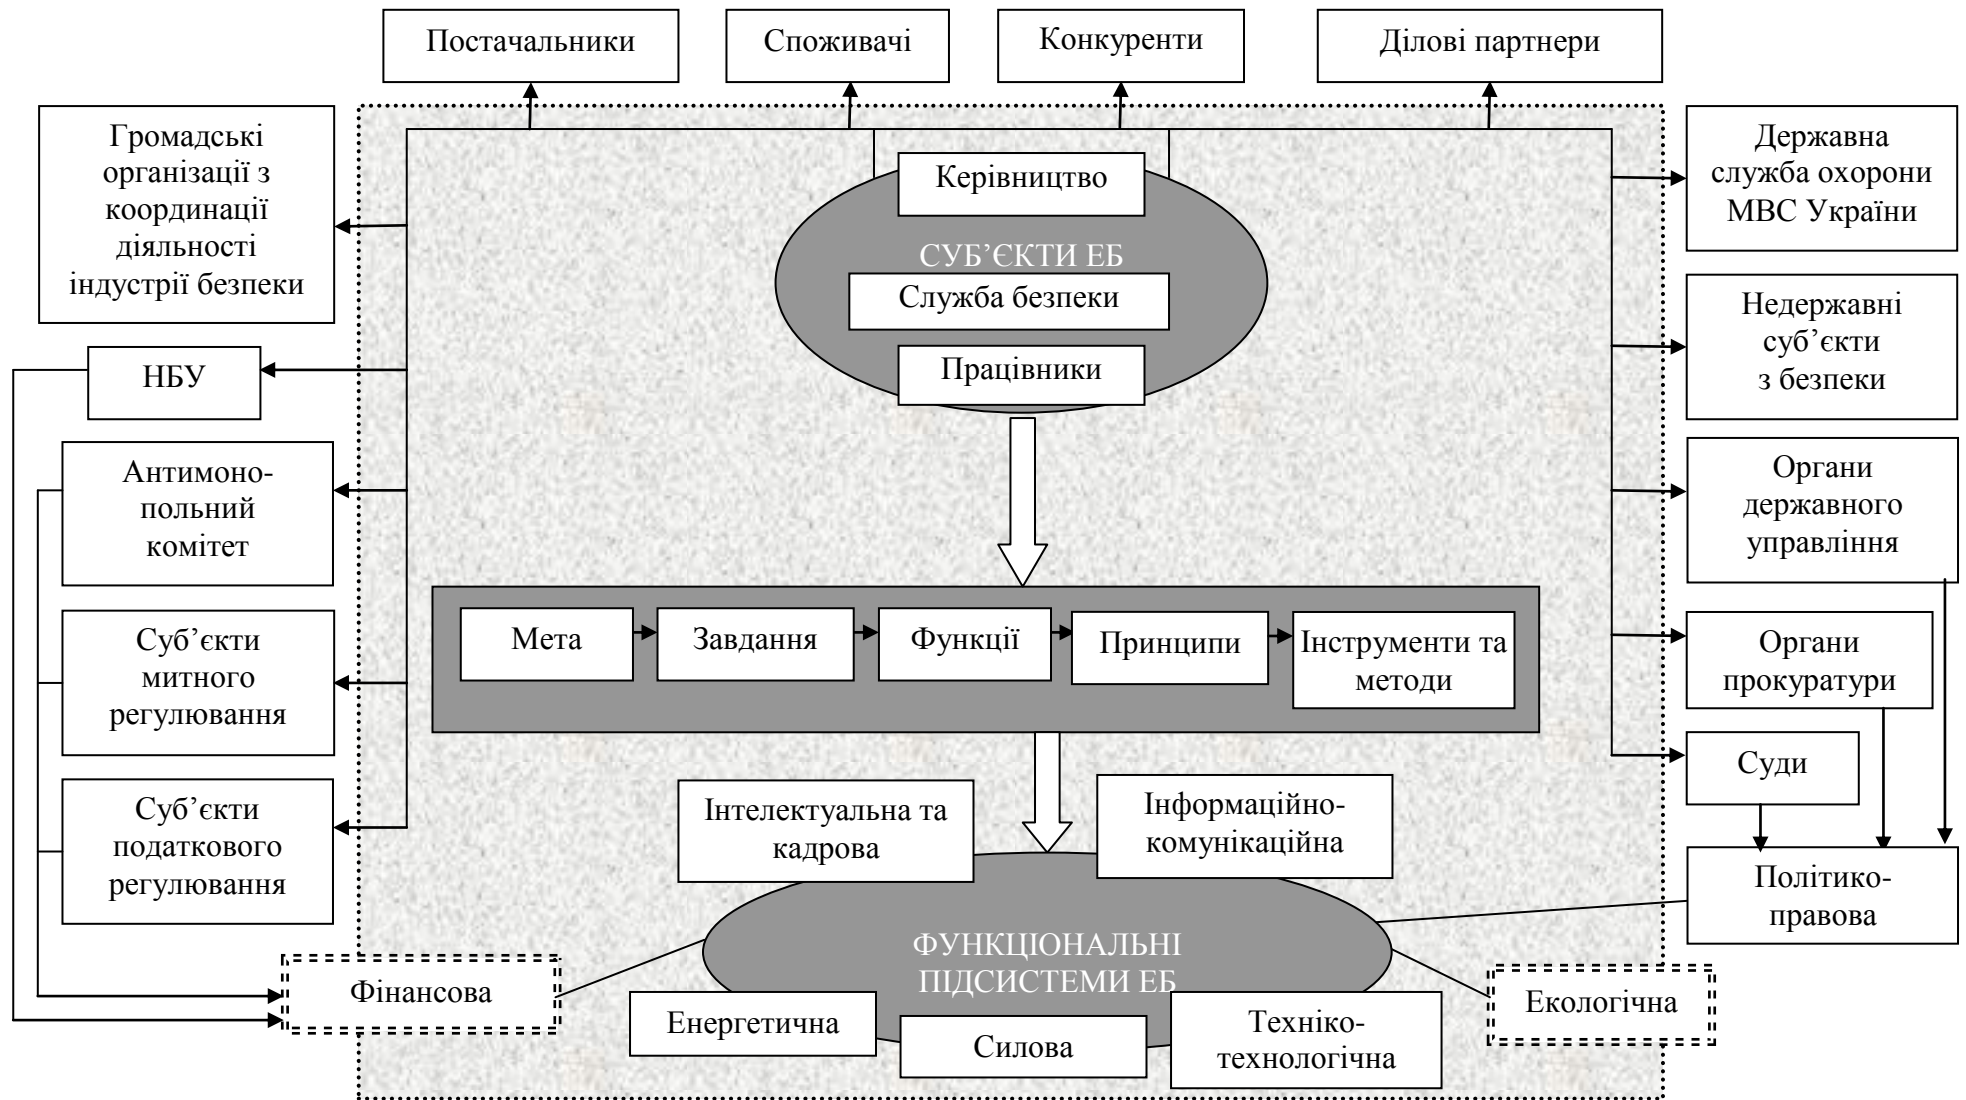 Постачальники
Споживачі
Конкуренти
Ділові партнери
Громадські
організації з
координації
діяльності
індустрії безпеки
НБУ
Антимоно-
польний
комітет
Суб’єкти
митного
регулювання
Суб’єкти
податкового
регулювання
Керівництво
СУБ’ЄКТИ ЕБ
Служба безпеки
Працівники
Державна
служба охорони
МВС України
Недержавні
суб’єкти
з безпеки
Органи
державного
управління
Органи
прокуратури
Суди
Політико-
правова
Мета
Завдання
Функції
Принципи
Інструменти та
методи
Інтелектуальна та
кадрова
Інформаційно-
комунікаційна
ФУНКЦІОНАЛЬНІ
ПІДСИСТЕМИ ЕБ
Фінансова
Енергетична
Силова
Техніко-
технологічна
Екологічна